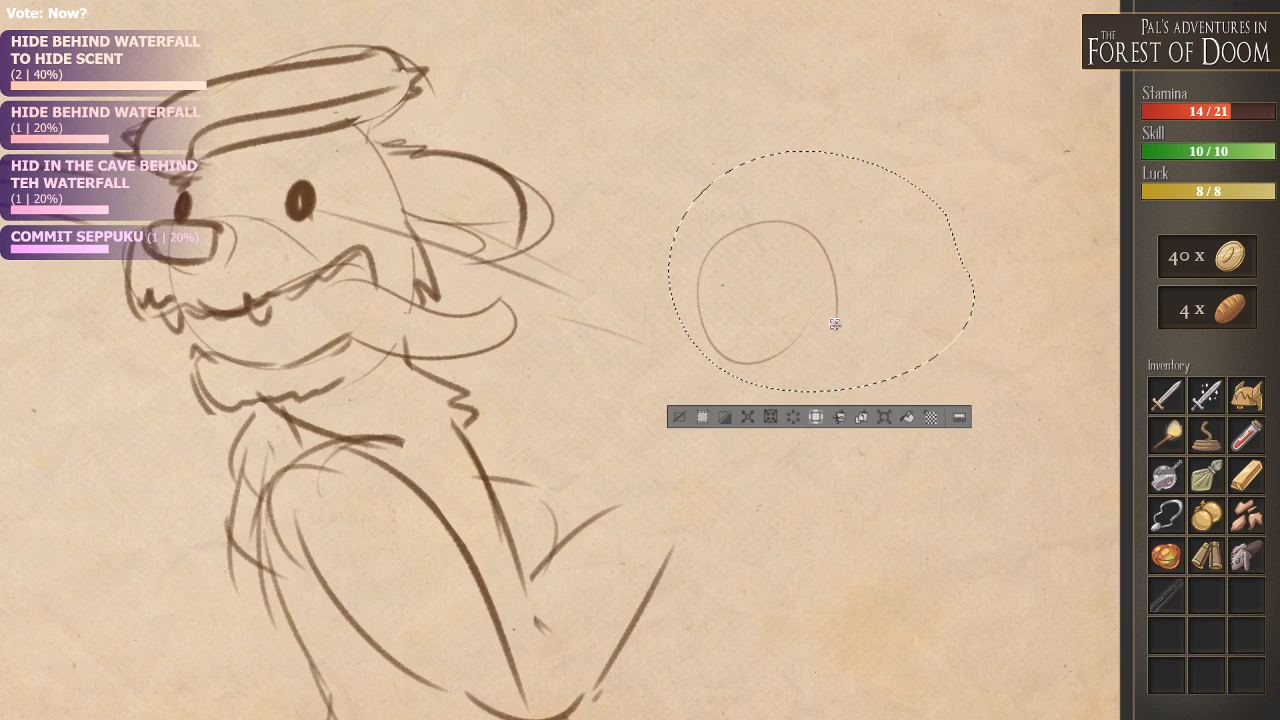 Vote: Now?
HIDE BEHIND WATERFALL
TO HIDE SCENT
(2 | 40%)
HIDE BEHIND WATERFALL
(1 | 20%)
HID IN THE CAVE BEHIND
TEH WATERFALL
(1 | 20%)
COMMIT SEPPUKU (1 | 20%)
PAL'S ADVENTURES IN
THE FOREST OF DOOM
Stamina
14 / 21
Skill
10 / 10
Luck
8 / 8
40 x
4 x
Inventory